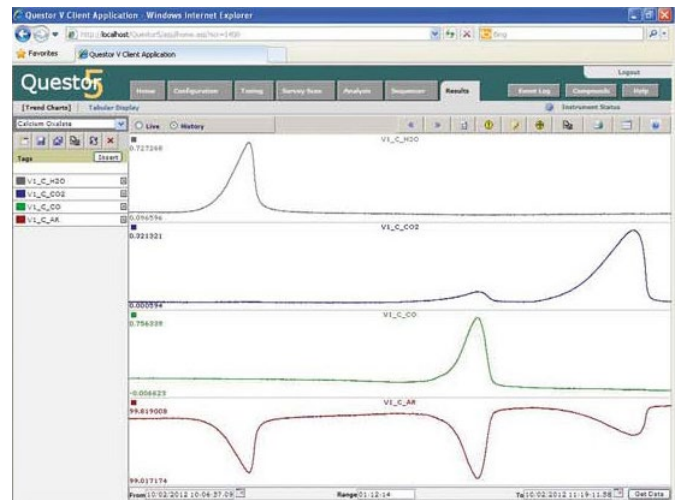 Questor V Client Application - Windows Internet Explorer
Bing
Favorites
Questor V Client Application
Logout
Questor5
Home
Configuration
Tuning
Survey Scan
Analysis
Sequencer
Results
Event Log
Compounds
Help
[Trend Charts]
Tabular Display
Instrument Status
Calcium Oxalate
Live
History
Tags
Insert
V1_C_H2O
V1_C_CO2
V1_C_CO
V1_C_AR
V1_C_H2O
0.727268
0.096596
V1_C_CO2
0.321321
0.000594
V1_C_CO
0.756339
-0.006623
V1_C_AR
99.819008
99.017174
From 10/02/2012 10-06-37.09
Range 01-12-14
To 10/02/2012 11-19-11.58
Get Data